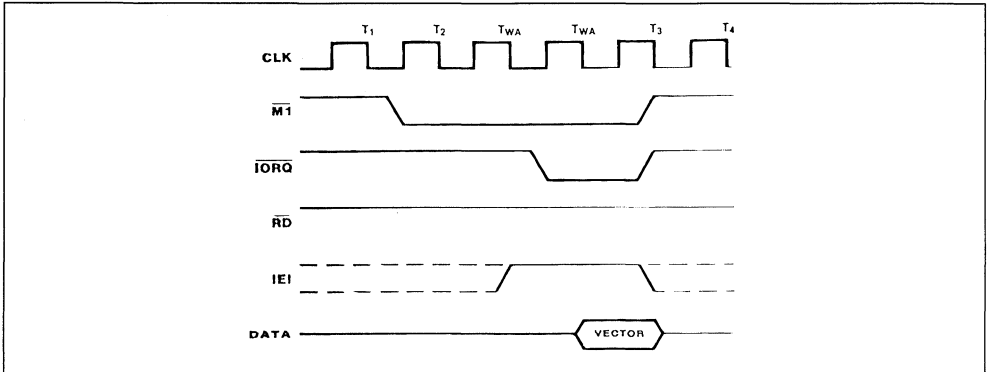 T1 T2 TWA TWA T3 T4
CLK
M1
IORQ
RD
IEI
DATA VECTOR